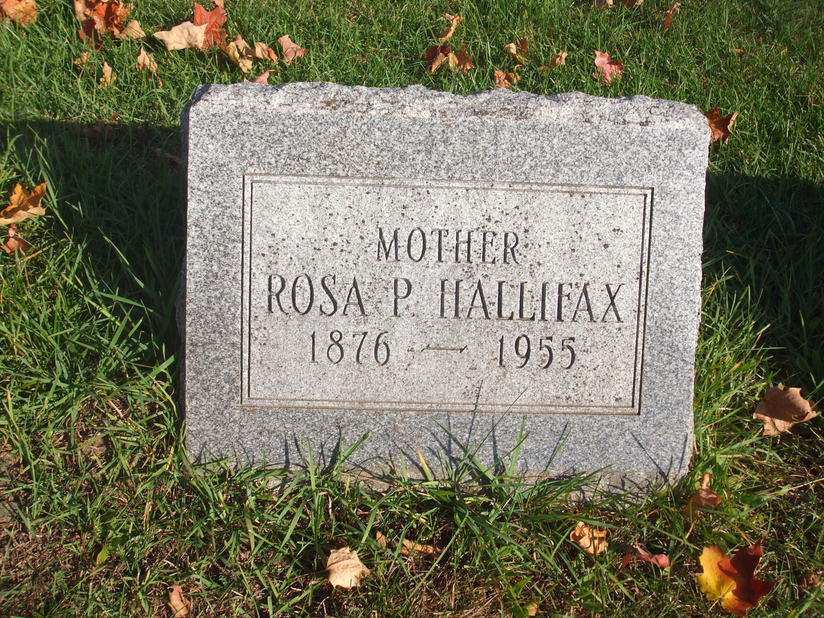 MOTHER
ROSA P. HALLIFAX
1876 — 1955